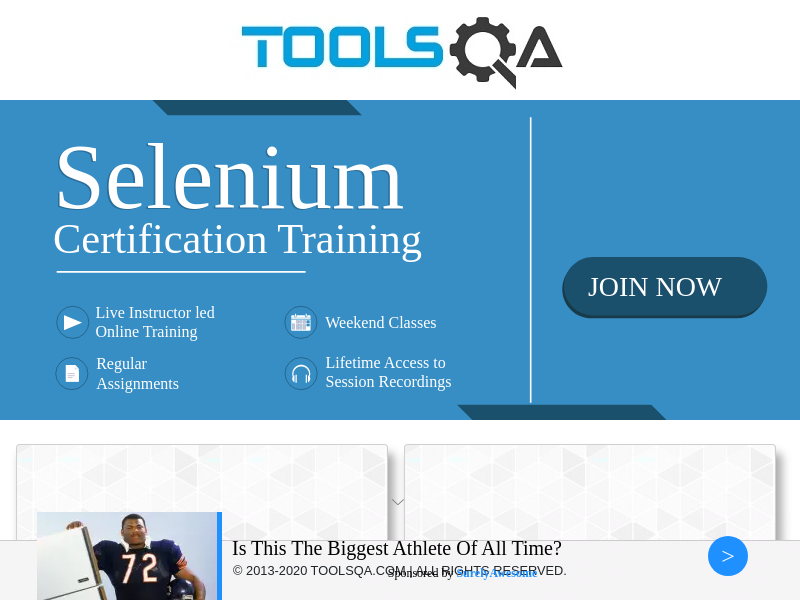 TOOLSQA
Selenium
Certification Training
Live Instructor led
Online Training
Weekend Classes
Regular
Assignments
Lifetime Access to
Session Recordings
JOIN NOW
72
Is This The Biggest Athlete Of All Time?
© 2013-2020 TOOLSQA.COM | ALL RIGHTS RESERVED.
Sponsored by SurelyAwesome
>